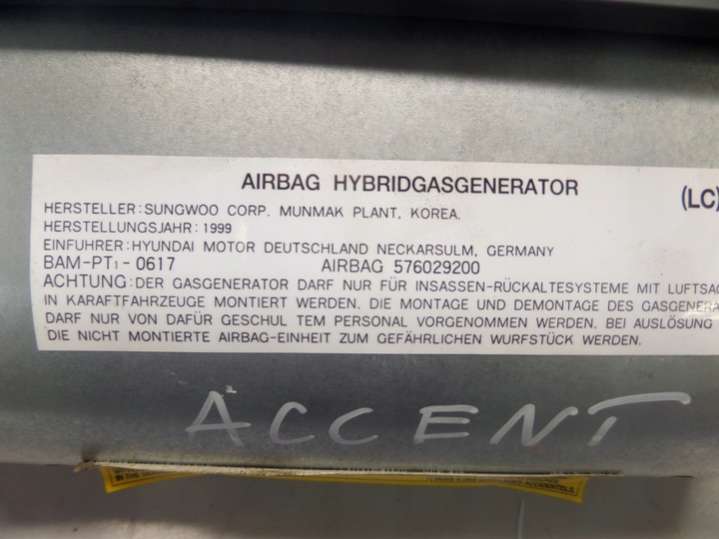 AIRBAG HYBRIDGASGENERATOR (LC)
HERSTELLER: SUNGWOO CORP. MUNMAK PLANT, KOREA.
HERSTELLUNGSJAHR: 1999
EINFUHRER: HYUNDAI MOTOR DEUTSCHLAND NECKARSULM, GERMANY
BAM-PT1- 0617 AIRBAG 576029200
ACHTUNG: DER GASGENERATOR DARF NUR FÜR INSASSEN-RÜCKALTESYSTEME MIT LUFTSAC
IN KARAFTFAHRZEUGE MONTIERT WERDEN. DIE MONTAGE UND DEMONTAGE DES GASGENERA
DARF NUR VON DAFÜR GESCHUL TEM PERSONAL VORGENOMMEN WERDEN. BEI AUSLÖSUNG
DIE NICHT MONTIERTE AIRBAG-EINHEIT ZUM GEFÄHRLICHEN WURFSTÜCK WERDEN.
ACCENT